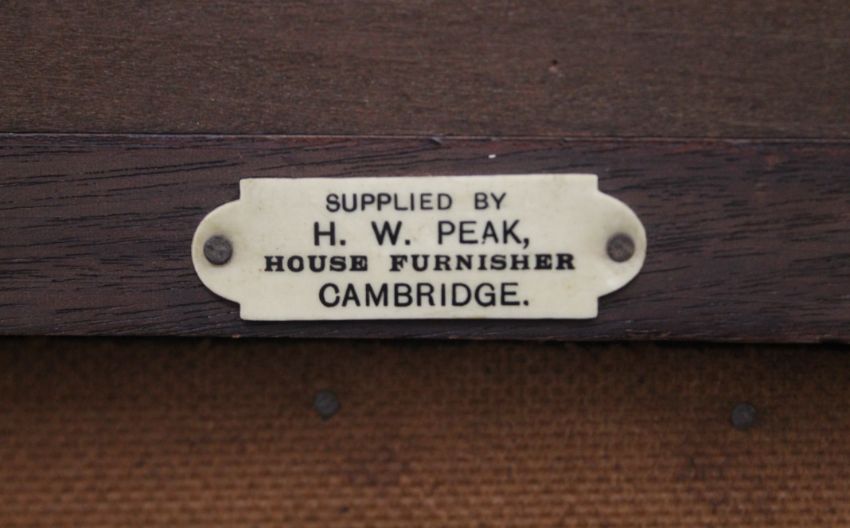 SUPPLIED BY
H. W. PEAK,
HOUSE FURNISHER
CAMBRIDGE.